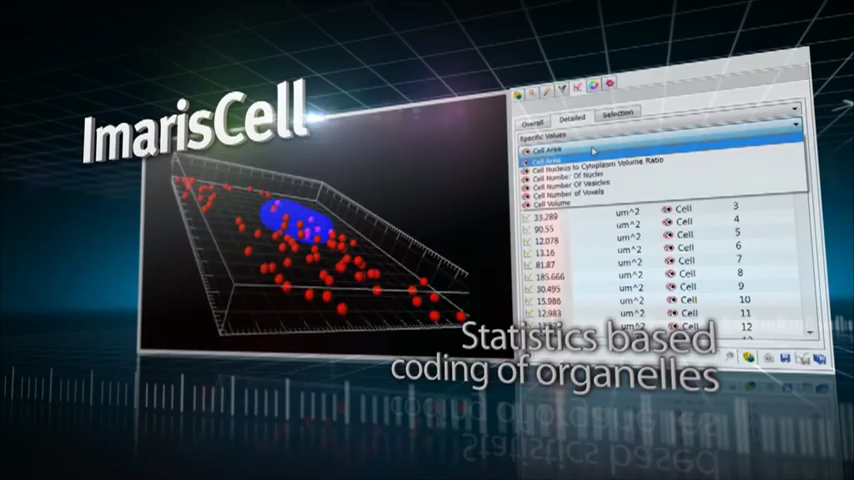 ImarisCell
Overall Detailed Selection
Specific Values
Cell Area
Cell Area
Cell Nucleus to Cytoplasm Volume Ratio
Cell Number Of Nuclei
Cell Number Of Vesicles
Cell Number of Voxels
Cell Volume
33.289 um^2 Cell 3
90.55 um^2 Cell 4
12.078 um^2 Cell 5
13.16 um^2 Cell 6
81.87 um^2 Cell 7
185.666 um^2 Cell 8
30.495 um^2 Cell 9
15.986 um^2 Cell 10
12.983 um^2 Cell 11
Cell 12
Statistics based
coding of organelles